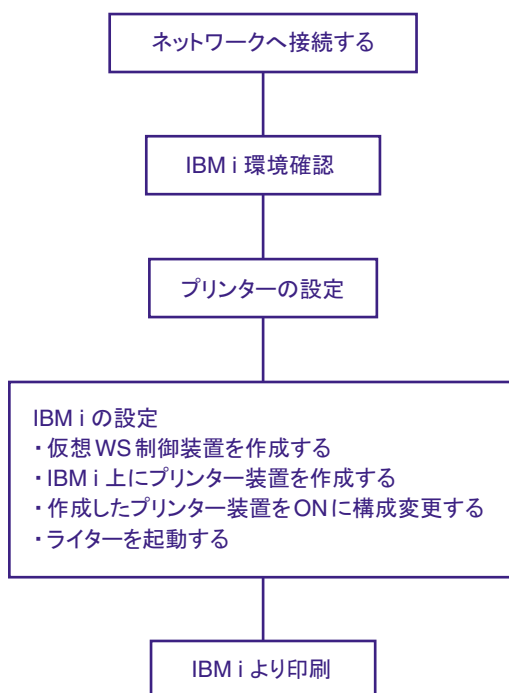 ネットワークへ接続する
IBM i 環境確認
プリンターの設定
IBM i の設定
・仮想WS制御装置を作成する
・IBM i 上にプリンター装置を作成する
・作成したプリンター装置をONに構成変更する
・ライターを起動する
IBM i より印刷